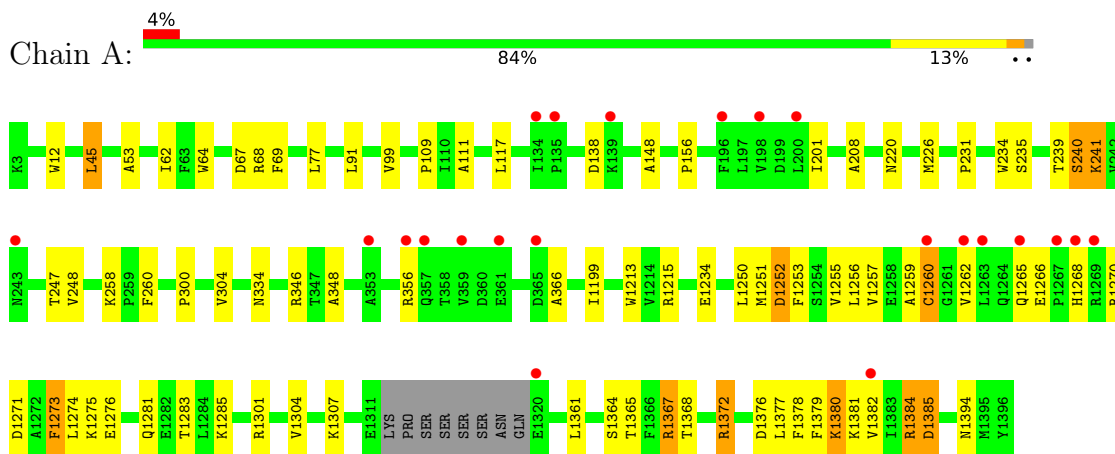 4%
Chain A:
84% 13% . .
K3 W12 L45 A53 I62 F63 W64 D67 R68 F69 L77 L91 V99 P109 I110 A111 L117 I134 P135 D138 K139 A148 P156 F196 L197 V198 D199 L200 I201 A208 N220 M226 P231 W234 S235 T239 S240 K241
N243 T247 V248 K258 P259 F260 P300 V304 N334 R346 T347 A348 A353 R356 Q357 T358 V359 D360 E361 D365 A366 I1199 W1213 V1214 R1215 E1234 L1250 M1251 D1252 F1253 S1254 V1255 L1256 V1257 E1258 A1259 C1260 G1261 V1262 L1263 Q1264 Q1265 E1266 P1267 H1268 R1269
D1271 A1272 F1273 L1274 K1275 E1276 Q1281 E1282 T1283 L1284 K1285 R1301 V1304 K1307 E1311 LYS PRO SER SER SER SER ASN GLN E1320 L1361 S1364 T1365 F1366 R1367 T1368 R1372 D1376 L1377 F1378 F1379 K1380 K1381 V1382 I1383 R1384 D1385 N1394 M1395 Y1396